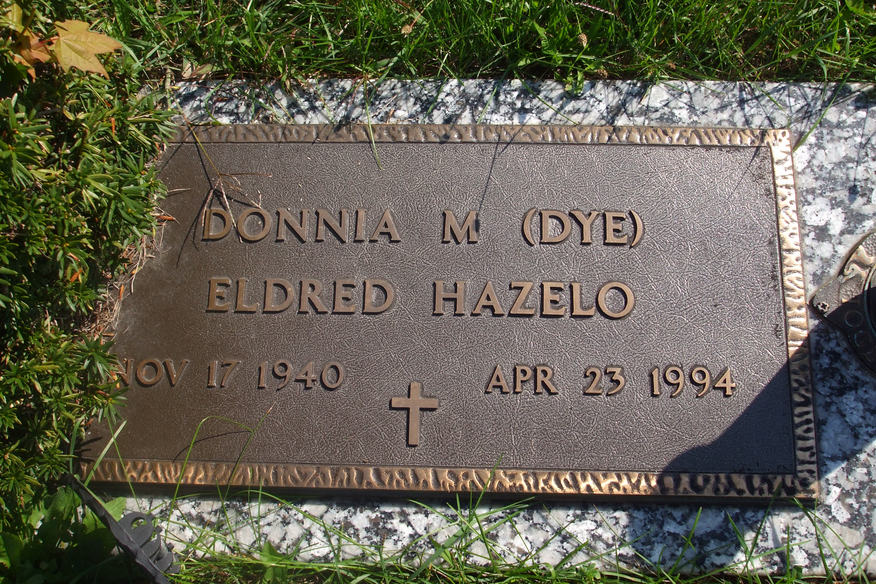 DONNIA M (DYE)
ELDRED HAZELO
NOV 17 1940 APR 23 1994